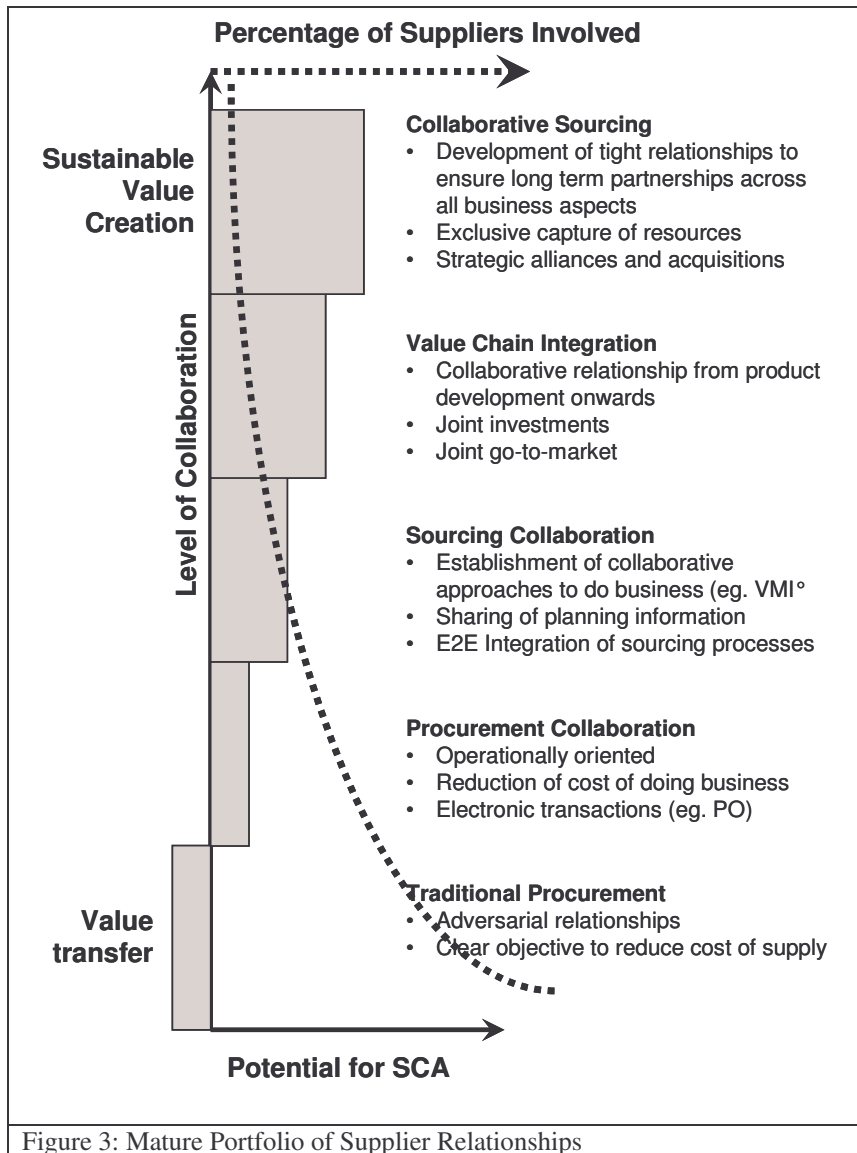 Percentage of Suppliers Involved
Sustainable
Value
Creation
Level of Collaboration
Collaborative Sourcing
• Development of tight relationships to
ensure long term partnerships across
all business aspects
• Exclusive capture of resources
• Strategic alliances and acquisitions
Value Chain Integration
• Collaborative relationship from product
development onwards
• Joint investments
• Joint go-to-market
Sourcing Collaboration
• Establishment of collaborative
approaches to do business (eg. VMI°
• Sharing of planning information
• E2E Integration of sourcing processes
Procurement Collaboration
• Operationally oriented
• Reduction of cost of doing business
• Electronic transactions (eg. PO)
Value
transfer
Traditional Procurement
• Adversarial relationships
• Clear objective to reduce cost of supply
Potential for SCA
Figure 3: Mature Portfolio of Supplier Relationships